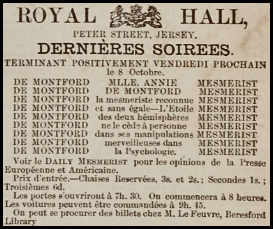 ROYAL HALL,
PETER STREET, JERSEY.
DERNIÈRES SOIREES.
TERMINANT POSITIVEMENT VENDREDI PROCHAIN
le 8 Octobre.
DE MONTFORD MLLE. ANNIE MESMERIST
DE MONTFORD DE MONTFORD MESMERIST
DE MONTFORD la mesmeriste reconnue MESMERIST
DE MONTFORD et sans égale—L'Etoile MESMERIST
DE MONTFORD des deux hémisphères MESMERIST
DE MONTFORD ne le cède à personne MESMERIST
DE MONTFORD dans ses manipulations MESMERIST
DE MONTFORD merveilleuses dans MESMERIST
DE MONTFORD la Psychologie. MESMERIST
Voir le DAILY MESMERIST pour les opinions de la Presse
Européenne et Américaine.
Prix d'entrée.—Chaises Reservées, 3s. et 2s.; Secondes 1s.;
Troisièmes 6d.
Les portes s'ouvriront à 7h. 30. On commencera à 8 heures.
Les voitures peuvent être commandées à 9h. 45.
On peut se procurer des billets chez M. Le Feuvre, Beresford
Library